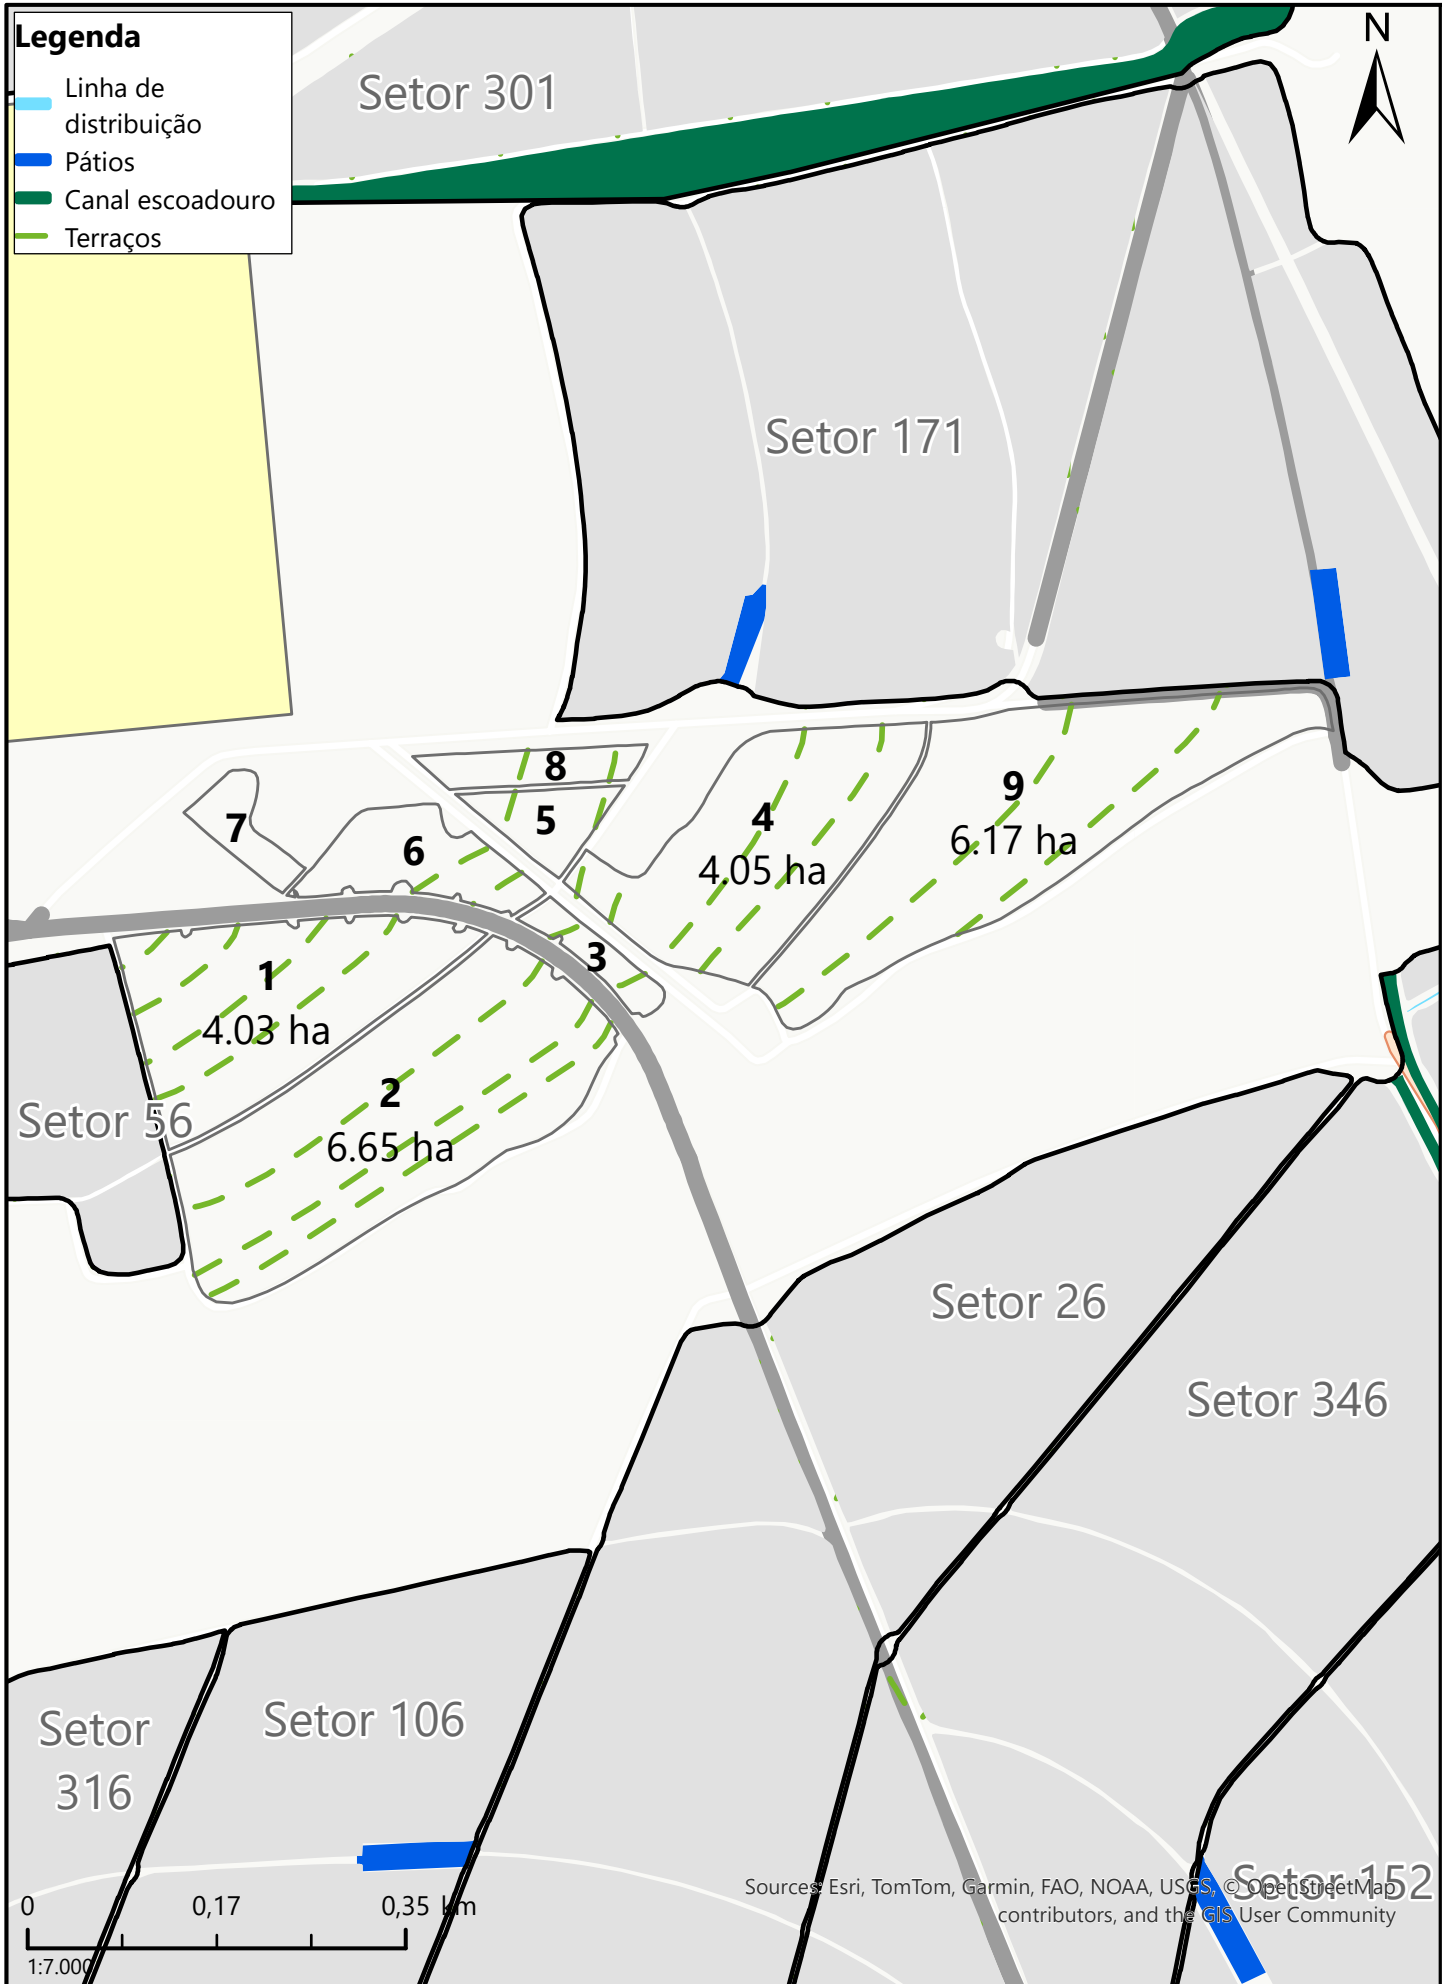 Legenda
Linha de
distribuição
Pátios
Canal escoadouro
Terraços
N
Setor 301
Setor 171
8
7
5
6
4
4.05 ha
9
6.17 ha
3
1
4.03 ha
2
6.65 ha
Setor 56
Setor 26
Setor 346
Setor
316
Setor 106
Setor 152
Sources: Esri, TomTom, Garmin, FAO, NOAA, USGS, © OpenStreetMap
contributors, and the GIS User Community
0 0,17 0,35 km
1:7.000